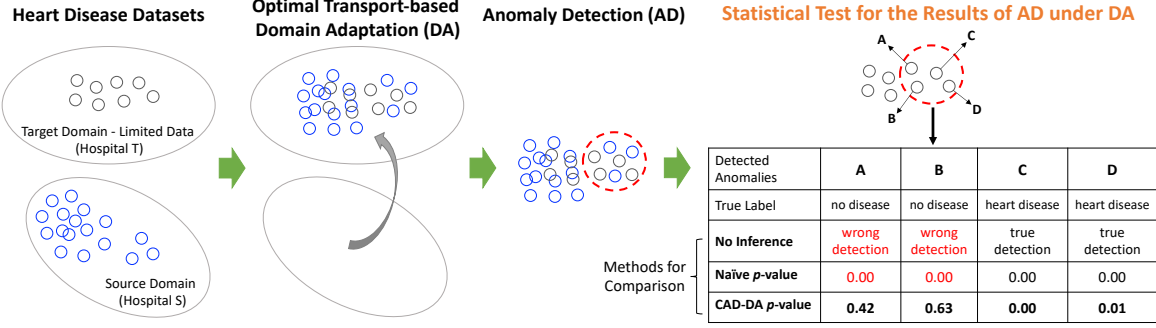 Heart Disease Datasets
Target Domain - Limited Data
(Hospital T)
Source Domain
(Hospital S)
Optimal Transport-based
Domain Adaptation (DA)
Anomaly Detection (AD)
Statistical Test for the Results of AD under DA
A
C
B
D
Detected Anomalies A B C D
True Label no disease no disease heart disease heart disease
No Inference wrong detection wrong detection true detection true detection
Methods for
Comparison
Naïve p-value 0.00 0.00 0.00 0.00
CAD-DA p-value 0.42 0.63 0.00 0.01